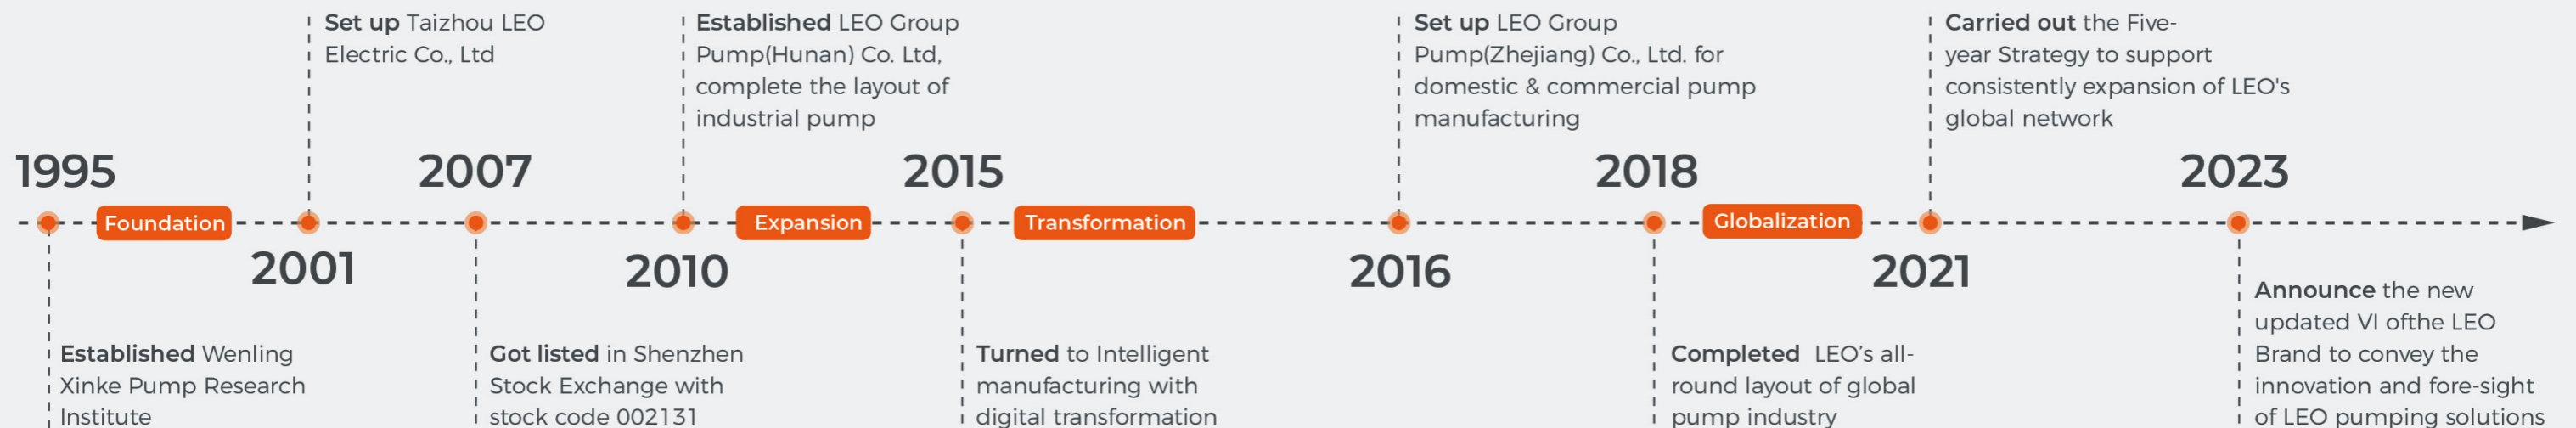 Set up Taizhou LEO
Electric Co., Ltd
Established LEO Group
Pump(Hunan) Co. Ltd,
complete the layout of
industrial pump
Set up LEO Group
Pump(Zhejiang) Co., Ltd. for
domestic & commercial pump
manufacturing
Carried out the Five-
year Strategy to support
consistently expansion of LEO's
global network
1995
2007
2015
2018
2023
Foundation
Expansion
Transformation
Globalization
2001
2010
2016
2021
Established Wenling
Xinke Pump Research
Institute
Got listed in Shenzhen
Stock Exchange with
stock code 002131
Turned to Intelligent
manufacturing with
digital transformation
Completed LEO’s all-
round layout of global
pump industry
Announce the new
updated VI ofthe LEO
Brand to convey the
innovation and fore-sight
of LEO pumping solutions